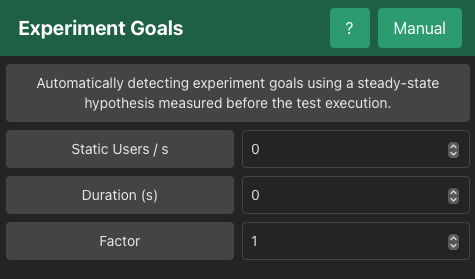 Experiment Goals
?
Manual
Automatically detecting experiment goals using a steady-state
hypothesis measured before the test execution.
Static Users / s
0
Duration (s)
0
Factor
1